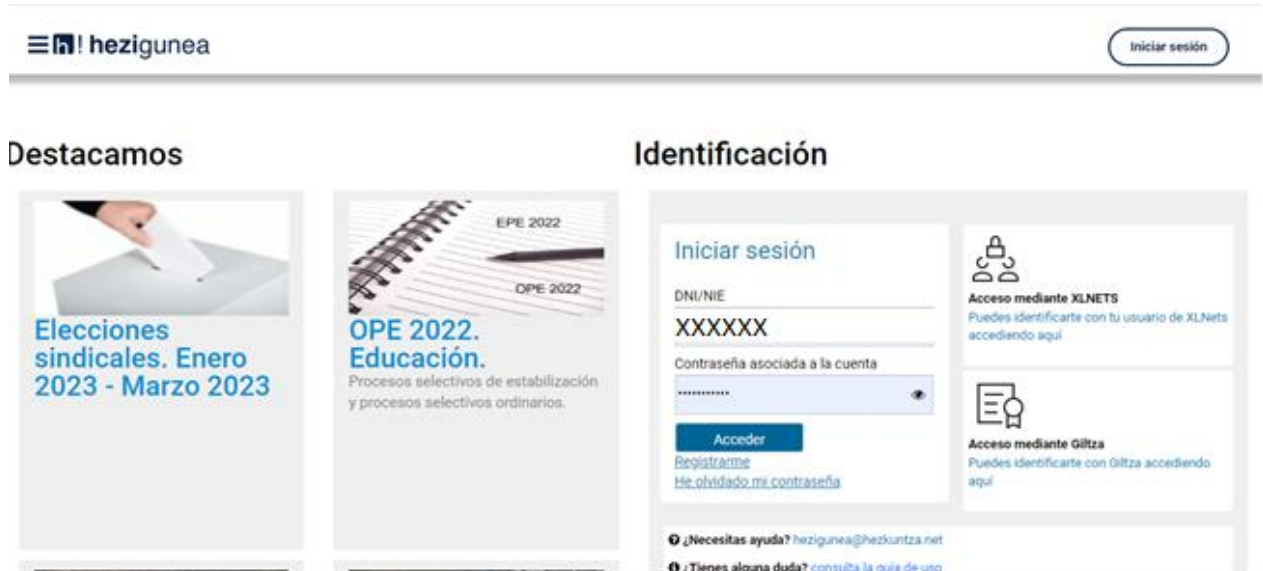 h! hezigunea
Iniciar sesión
Destacamos
Elecciones
sindicales. Enero
2023 - Marzo 2023
EPE 2022
OPE 2022
OPE 2022.
Educación.
Procesos selectivos de estabilización
y procesos selectivos ordinarios.
Identificación
Iniciar sesión
DNI/NIE
XXXXXX
Contraseña asociada a la cuenta
Acceder
Registrarme
He olvidado mi contraseña
Acceso mediante XLNETS
Puedes identificarte con tu usuario de XLNets
accediendo aquí
Acceso mediante Giltza
Puedes identificarte con Giltza accediendo
aquí
¿Necesitas ayuda? hezigunea@hezkuntza.net
¿Tienes alguna duda? consulta la guia de uso